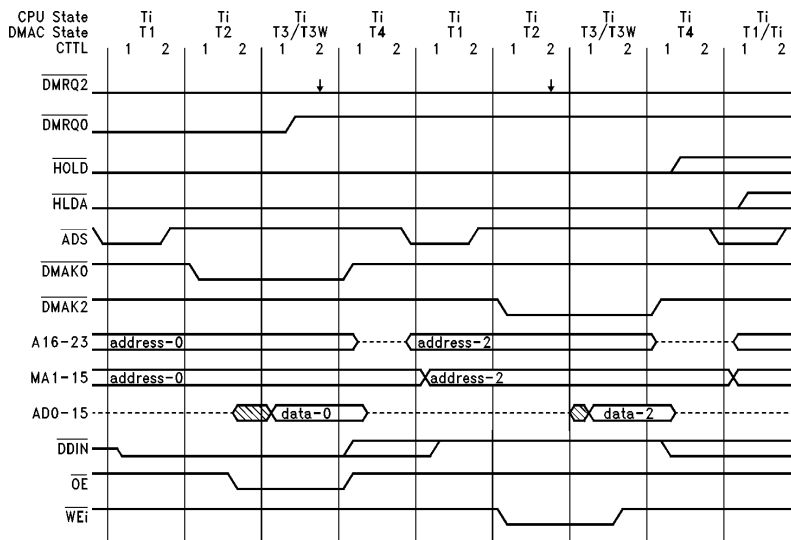 CPU State Ti Ti Ti Ti Ti Ti Ti Ti Ti
DMAC State T1 T2 T3/T3W T4 T1 T2 T3/T3W T4 T1/Ti
CTTL 1 2 1 2 1 2 1 2 1 2 1 2 1 2 1 2 1 2
DMRQ2
DMRQ0
HOLD
HLDA
ADS
DMAK0
DMAK2
A16-23 address-0 address-2
MA1-15 address-0 address-2
AD0-15 data-0 data-2
DDIN
OE
WEi